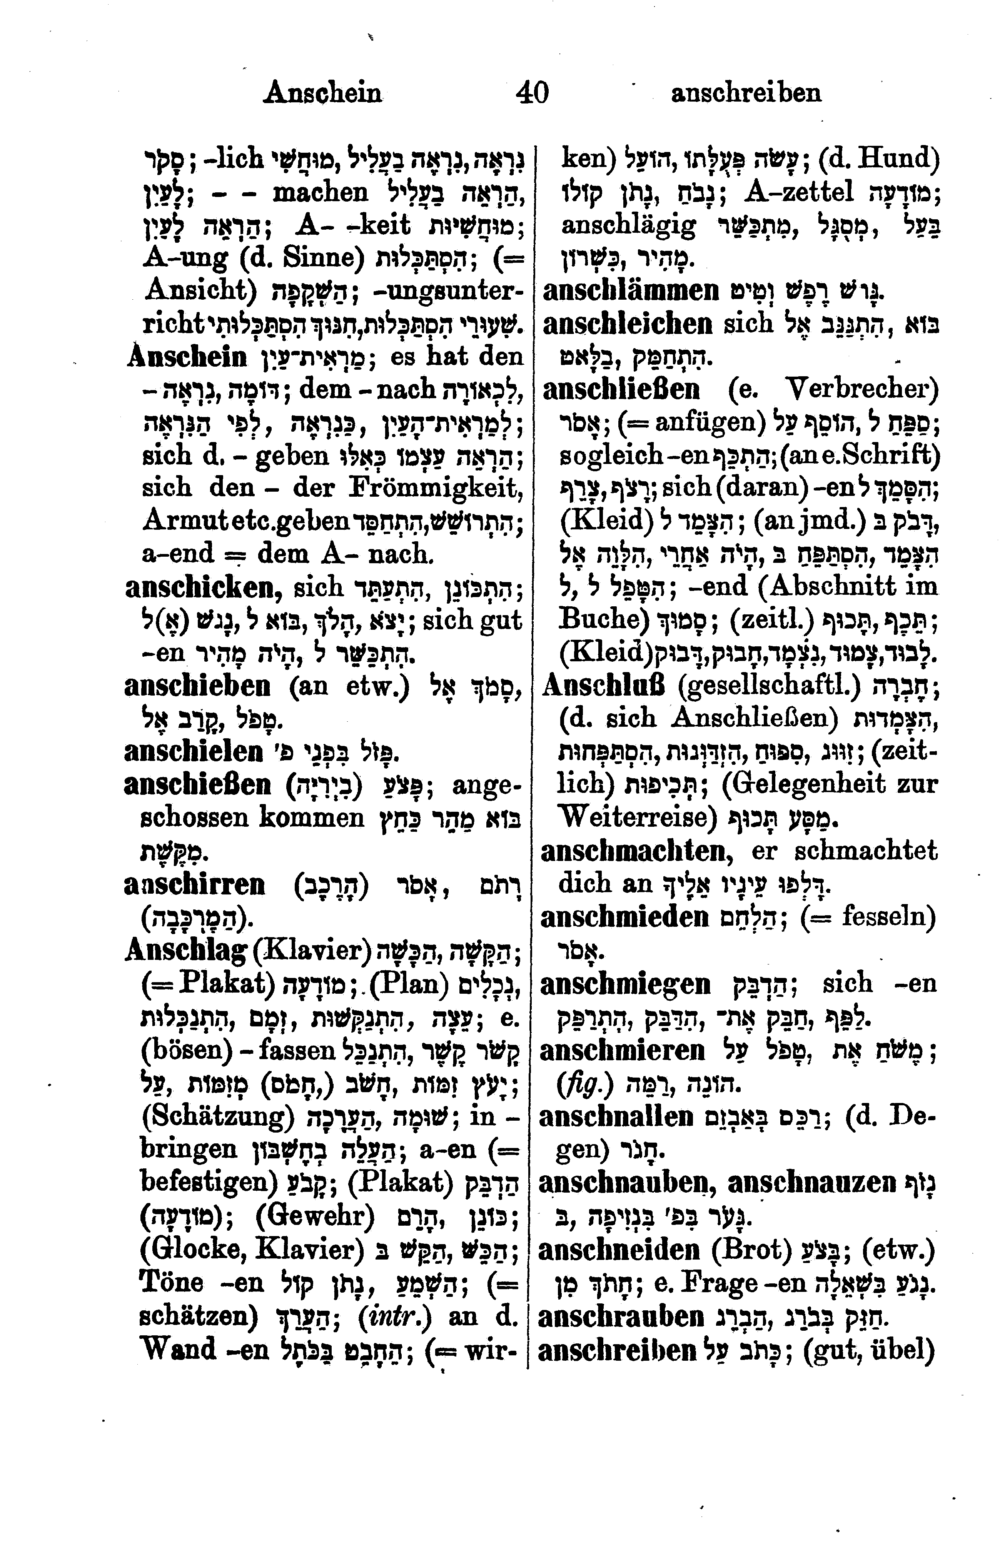 Anschein 40 anschreiben
נִרְאָה, נִרְאֶה בַעֲלִיל, מוּחֲשִׁי lich- ; סָקֹר
הַרְאֵה בַעֲלִיל machen - - ; לָעַיִן,
הַרְאֵה לָעַיִן; A- -keit מוּחֲשִׁיּוּת;
A-ung (d. Sinne) הִסְתַּכְּלוּת; (=
Ansicht) הַשְׁקָפָה; -ungsunter-
richt שִׁעוּרֵי הִסְתַּכְּלוּת, חִנּוּךְ הִסְתַּכְּלוּתִי.
Anschein מַרְאִית־עַיִן; es hat den
– דּוֹמֶה, נִרְאֶה; dem – nach לִכְאוֹרָה,
לְמַרְאִית־הָעַיִן, כַּנִּרְאֶה, לְפִי הַנִּרְאֶה;
sich d. – geben הַרְאֵה עַצְמוֹ כְּאִלּוּ;
sich den – der Frömmigkeit,
Armut etc. geben הִתְרוֹשֵׁשׁ, הִתְחַסֵּד;
a-end = dem A- nach.
anschicken, sich הִתְכּוֹנֵן, הִתְעַתֵּד;
יָצֹא, הָלֹךְ, בּוֹא לְ, נָגֹשׁ (אֶ)ל; sich gut
-en הָיֹה מָהִיר, הִתְכַּשֵּׁר לְ.
anschieben (an etw.) סָמֹךְ אֶל,
טָפֹל, קָרֵב אֶל.
anschielen פָּזֹל בִּפְנֵי פ׳.
anschießen (בִּירִיָּה) פָּצֹעַ; ange-
schossen kommen בּוֹא מַהֵר כְּחֵץ
מִקֶּשֶׁת.
anschirren רָתֹם, אָסֹר (הָרֶכֶב)
(הַמֶּרְכָּבָה).
Anschlag (Klavier) הַקָּשָׁה, הַכָּשָׁה;
(= Plakat) מוֹדָעָה; (Plan) נְכָלִים,
עֵצָה, הִתְנַקְּשׁוּת, זָמָם, הִתְנַכְּלוּת; e.
(bösen) – fassen קָשֹׁר קֶשֶׁר, הִתְנַכֵּל,
יָעֹץ זִמּוֹת, חָשֹׁב (חָמָס,) מְזִמּוֹת, עַל;
(Schätzung) שׁוּמָה, הַעֲרָכָה; in –
bringen הַעֲלֵה בְחֶשְׁבּוֹן; a-en (=
befestigen) קָבֹעַ; (Plakat) הַדְבֵּק
(מוֹדָעָה); (Gewehr) כּוֹנֵן, הָרֵם;
(Glocke, Klavier) הַכֵּשׁ, הַקֵּשׁ בְּ;
Töne -en הַשְׁמֵעַ, נָתֹן קוֹל; (=
schätzen) הַעֲרֵךְ; (intr.) an d.
Wand -en הֵחָבֵט בַּכֹּתֶל; (= wir-
ken) עָשֹׂה פְּעֻלָּתוֹ, הוֹעֵל; (d. Hund)
נָבֹחַ, נָתֹן קוֹלוֹ; A-zettel מוֹדָעָה;
anschlägig בַּעַל, מְסֻגָּל, מִתְכַּשֵּׁר,
מָהִיר, כִּשְׁרוֹן.
anschlämmen גּוּשׁ רֶפֶשׁ וָטִיט.
anschleichen sich בּוֹא, הִתְגַּנֵּב אֶל,
הִתְחַמֵּק, בַּלָּאט.
anschließen (e. Verbrecher)
אָסֹר; (= anfügen) הוֹסֵף עַל, סַפֵּחַ לְ;
sogleich -en הַתְכֵּף; (an e. Schrift)
צָרֵף, רָצֹף; sich (daran) -en הִסָּמֵךְ לְ;
(Kleid) הִצָּמֵד לְ; (an jmd.) דָּבֹק בְּ,
הִצָּמֵד, הִסְתַּפֵּחַ בְּ, הָיֹה אַחֲרֵי, הִלָּוֵה אֶל
לְ, הִטָּפֵל לְ; -end (Abschnitt im
Buche) סָמוּךְ; (zeitl.) תַּכֶף, תָּכוּף;
(Kleid) לָבוּד, צָמוּד, נִצְמָד, חָבוּק, דָּבוּק.
Anschluß (gesellschaftl.) חֶבְרָה;
(d. sich Anschließen) הִצָּמְדוּת,
זִוּוּג, סִפּוּחַ, הִזְדַּוְּגוּת, הִסְתַּפְּחוּת; (zeit-
lich) תְּכִיפוּת; (Gelegenheit zur
Weiterreise) מַסָּע תָּכוּף.
anschmachten, er schmachtet
dich an דָּלְפוּ עֵינָיו אֵלֶיךָ.
anschmieden הַלְחֵם; (= fesseln)
אָסֹר.
anschmiegen הַדְבֵּק; sich -en
לַפֵּף, חַבֵּק אֶת־, הִדָּבֵק, הִתְרַפֵּק.
anschmieren מָשֹׁחַ אֶת, טָפֹל עַל;
(fig.) הוֹנֵה, רַמֵּה.
anschnallen רָכֹס בְּאַבְזֵם; (d. De-
gen) חָגֹר.
anschnauben, anschnauzen נָזֹף
בְּ, גָּעֹר בְּפ׳ בִּנְזִיפָה.
anschneiden (Brot) בָּצֹעַ; (etw.)
חָתֹךְ מִן; e. Frage -en נָגֹעַ בִּשְׁאֵלָה.
anschrauben חַזֵּק בְּבֹרֶג, הַבְרֵג.
anschreiben כָּתֹב עַל; (gut, übel)